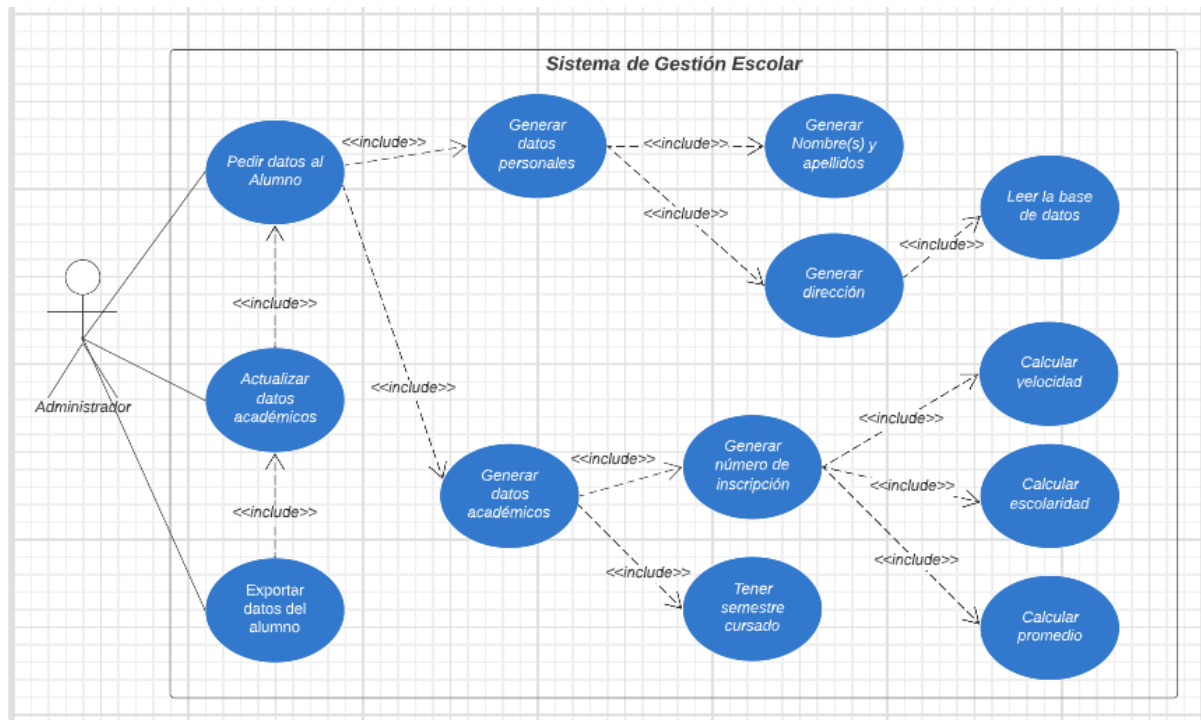 Sistema de Gestión Escolar
Pedir datos al
Alumno
<<include>>
Generar
datos
personales
<<include>>
Generar
Nombre(s) y
apellidos
<<include>>
Generar
dirección
<<include>>
Leer la base
de datos
<<include>>
Administrador
Actualizar
datos
académicos
<<include>>
Exportar
datos del
alumno
<<include>>
Generar
datos
académicos
<<include>>
Generar
número de
inscripción
<<include>>
Tener
semestre
cursado
<<include>>
Calcular
velocidad
<<include>>
Calcular
escolaridad
<<include>>
Calcular
promedio